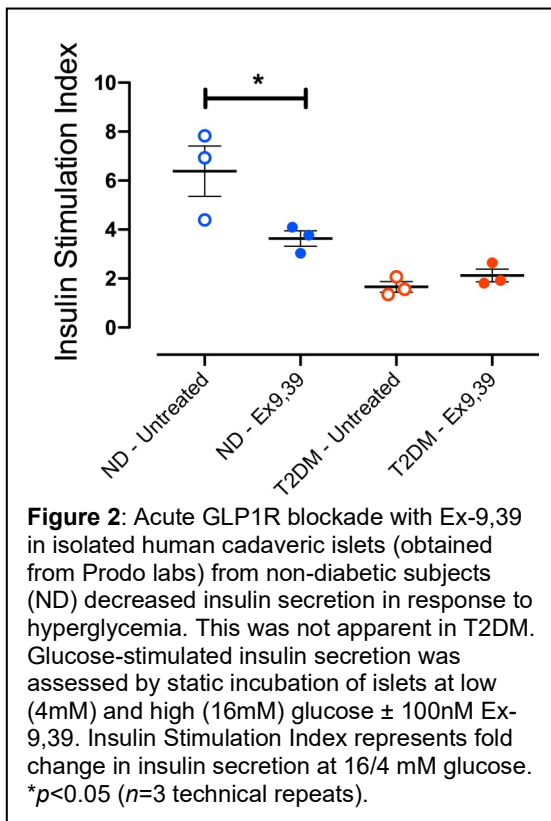 Insulin Stimulation Index
10
8
6
4
2
0
*
ND - Untreated
ND - Ex9,39
T2DM - Untreated
T2DM - Ex9,39
Figure 2: Acute GLP1R blockade with Ex-9,39
in isolated human cadaveric islets (obtained
from Prodo labs) from non-diabetic subjects
(ND) decreased insulin secretion in response to
hyperglycemia. This was not apparent in T2DM.
Glucose-stimulated insulin secretion was
assessed by static incubation of islets at low
(4mM) and high (16mM) glucose ± 100nM Ex-
9,39. Insulin Stimulation Index represents fold
change in insulin secretion at 16/4 mM glucose.
*p<0.05 (n=3 technical repeats).